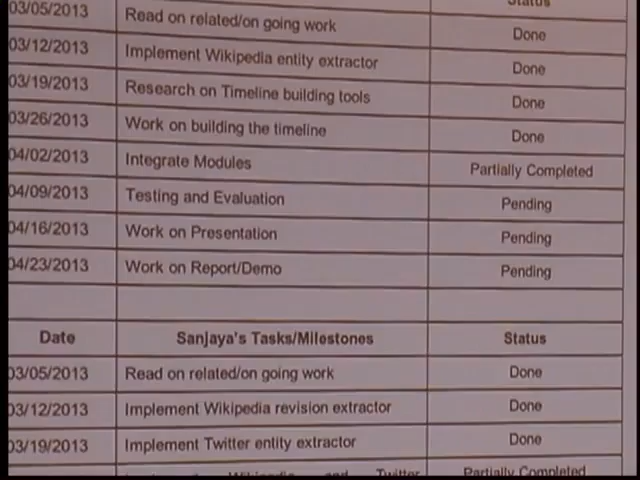 Status
03/05/2013 Read on related/on going work Done
03/12/2013 Implement Wikipedia entity extractor Done
03/19/2013 Research on Timeline building tools Done
03/26/2013 Work on building the timeline Done
04/02/2013 Integrate Modules Partially Completed
04/09/2013 Testing and Evaluation Pending
04/16/2013 Work on Presentation Pending
04/23/2013 Work on Report/Demo Pending
Date Sanjaya's Tasks/Milestones Status
03/05/2013 Read on related/on going work Done
03/12/2013 Implement Wikipedia revision extractor Done
03/19/2013 Implement Twitter entity extractor Done
Implement Wikipedia and Twitter Partially Completed